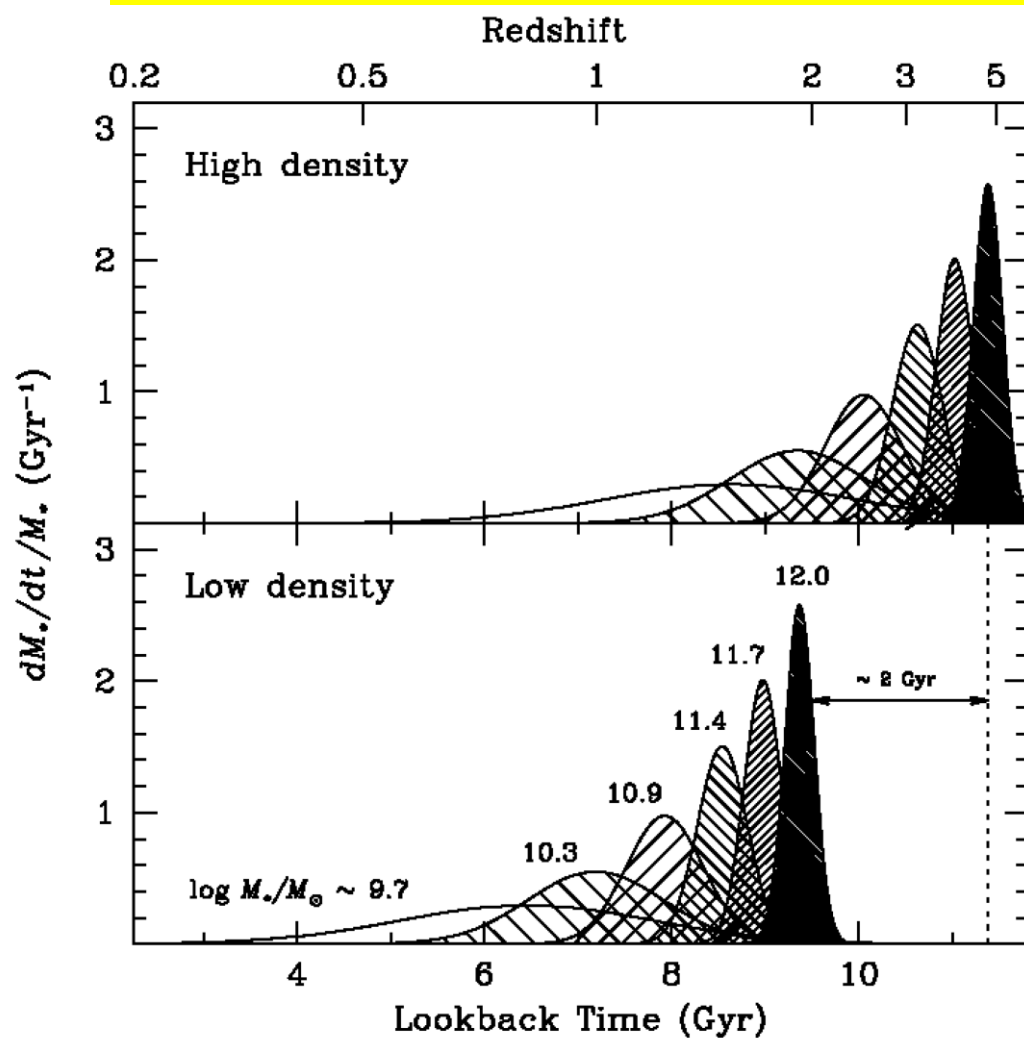 Redshift
0.2 0.5 1 2 3 5
High density
3
2
1
dM*/dt/M* (Gyr⁻¹)
Low density
3
2
1
12.0
11.7
~ 2 Gyr
11.4
10.9
10.3
log M*/M☉ ~ 9.7
4 6 8 10
Lookback Time (Gyr)